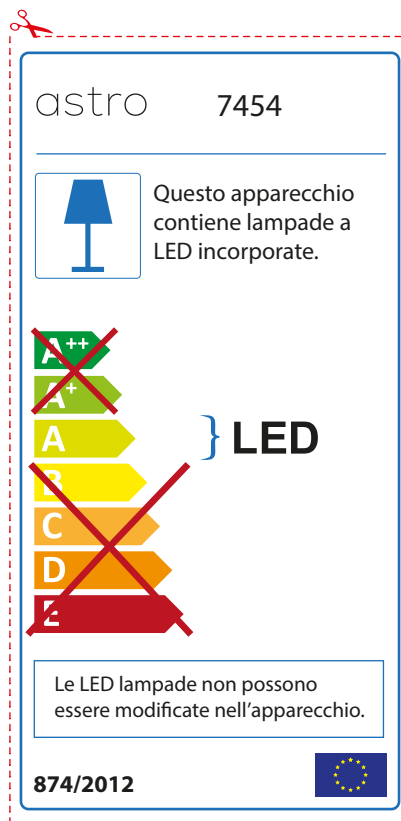 astro 7454
Questo apparecchio
contiene lampade a
LED incorporate.
A++
A+
A
B
C
D
E
} LED
Le LED lampade non possono
essere modificate nell'apparecchio.
874/2012